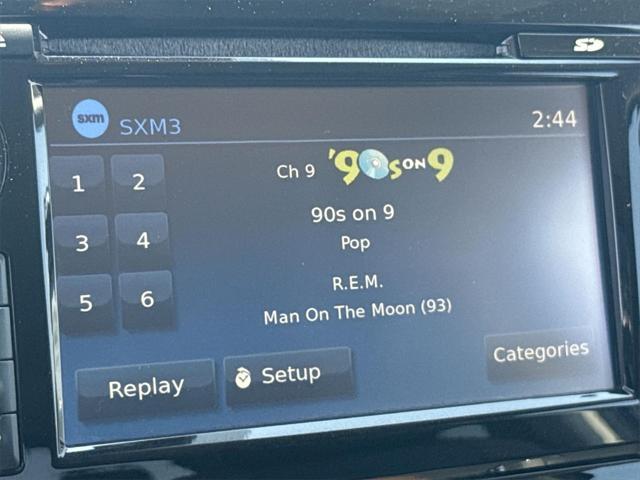 SD
sxm
SXM3
2:44
1
2
3
4
5
6
Ch 9
'90s ON 9
90s on 9
Pop
R.E.M.
Man On The Moon (93)
Replay
Setup
Categories